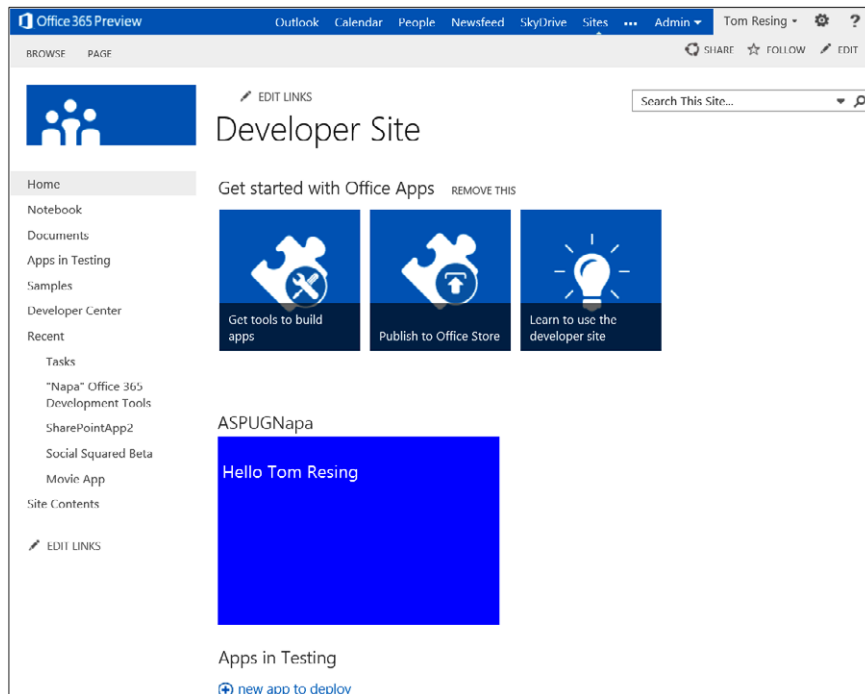 Office 365 Preview
Outlook Calendar People Newsfeed SkyDrive Sites ••• Admin Tom Resing ?
BROWSE PAGE
SHARE FOLLOW EDIT
EDIT LINKS
Search This Site...
Developer Site
Home
Notebook
Documents
Apps in Testing
Samples
Developer Center
Recent
Tasks
"Napa" Office 365
Development Tools
SharePointApp2
Social Squared Beta
Movie App
Site Contents
EDIT LINKS
Get started with Office Apps REMOVE THIS
Get tools to build
apps
Publish to Office Store
Learn to use the
developer site
ASPUGNapa
Hello Tom Resing
Apps in Testing
new app to deploy